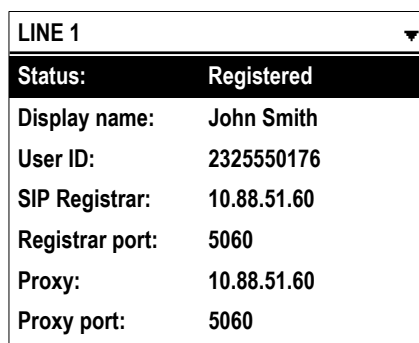 LINE 1
Status: Registered
Display name: John Smith
User ID: 2325550176
SIP Registrar: 10.88.51.60
Registrar port: 5060
Proxy: 10.88.51.60
Proxy port: 5060